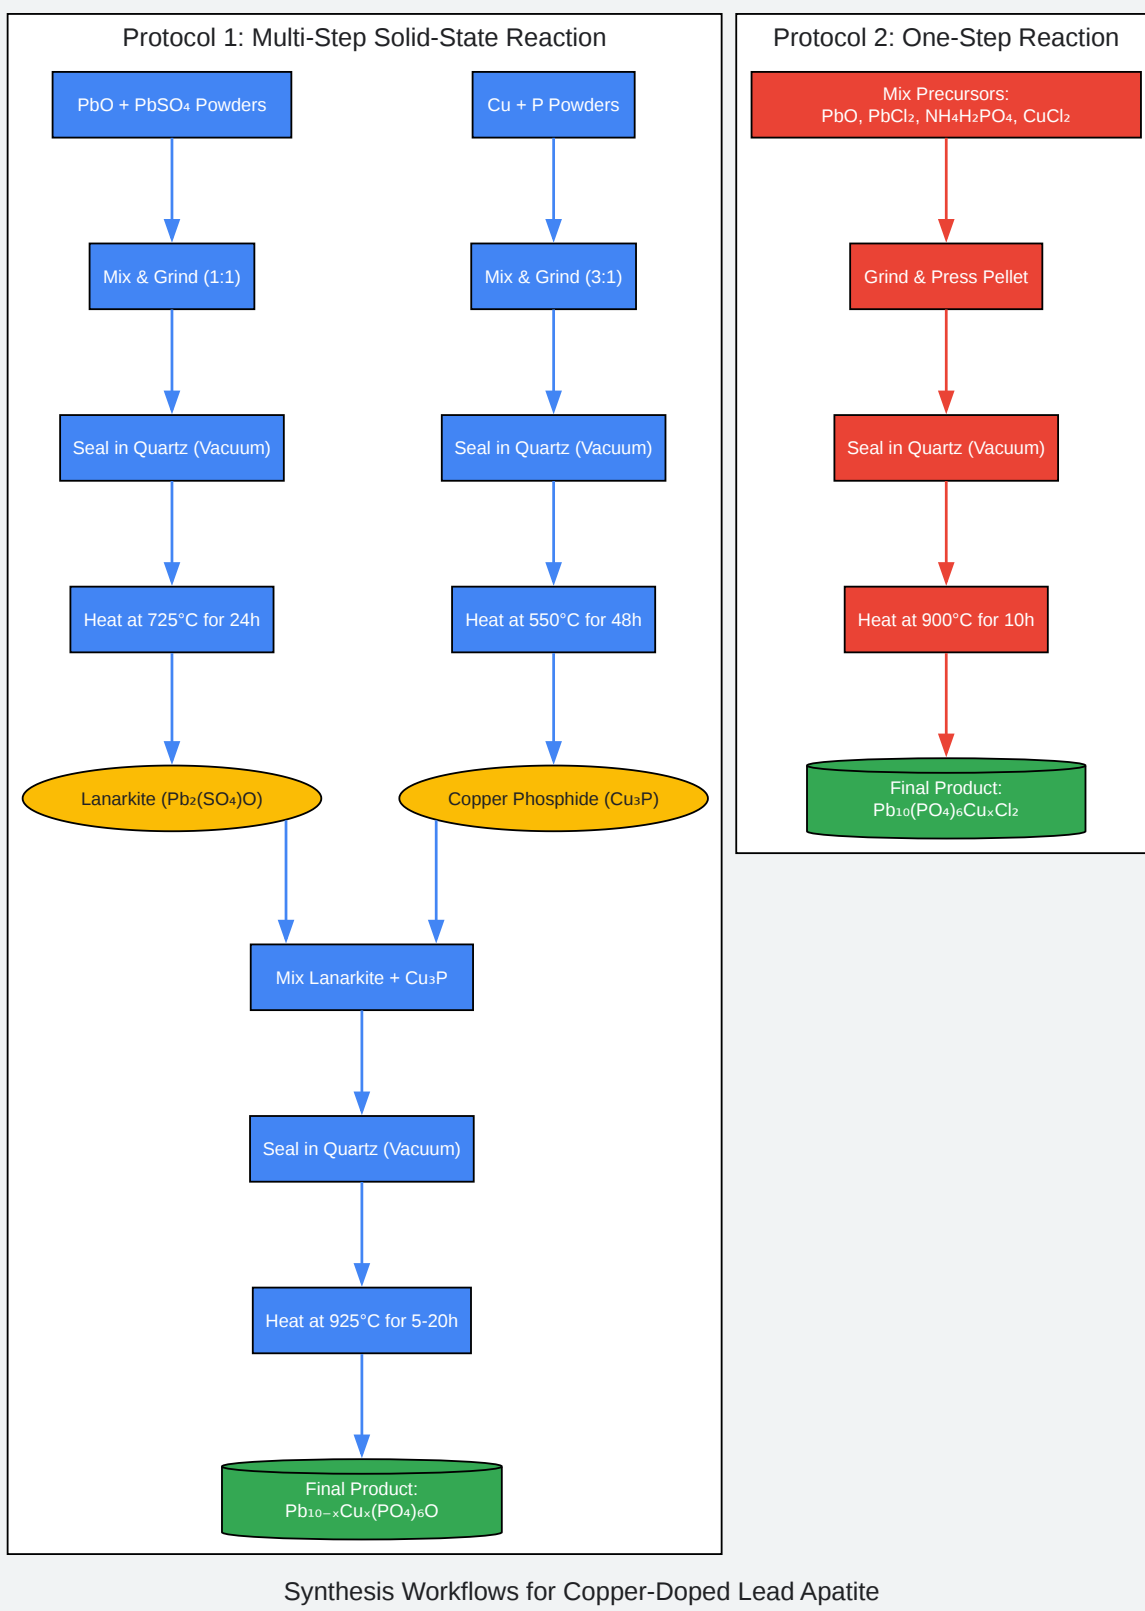 Protocol 1: Multi-Step Solid-State Reaction
PbO + PbSO₄ Powders
Cu + P Powders
Mix & Grind (1:1)
Mix & Grind (3:1)
Seal in Quartz (Vacuum)
Seal in Quartz (Vacuum)
Heat at 725°C for 24h
Heat at 550°C for 48h
Lanarkite (Pb₂(SO₄)O)
Copper Phosphide (Cu₃P)
Mix Lanarkite + Cu₃P
Seal in Quartz (Vacuum)
Heat at 925°C for 5-20h
Final Product:
Pb₁₀₋ₓCuₓ(PO₄)₆O
Protocol 2: One-Step Reaction
Mix Precursors:
PbO, PbCl₂, NH₄H₂PO₄, CuCl₂
Grind & Press Pellet
Seal in Quartz (Vacuum)
Heat at 900°C for 10h
Final Product:
Pb₁₀(PO₄)₆CuₓCl₂
Synthesis Workflows for Copper-Doped Lead Apatite